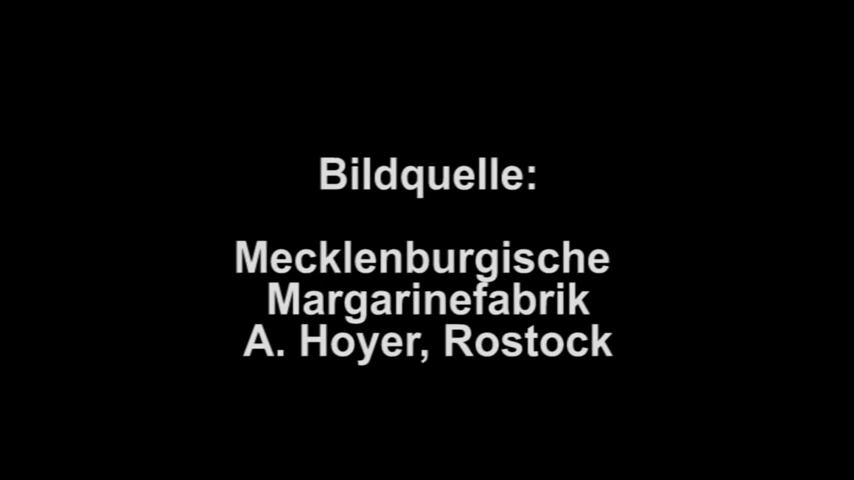 Bildquelle:
Mecklenburgische
Margarinefabrik
A. Hoyer, Rostock